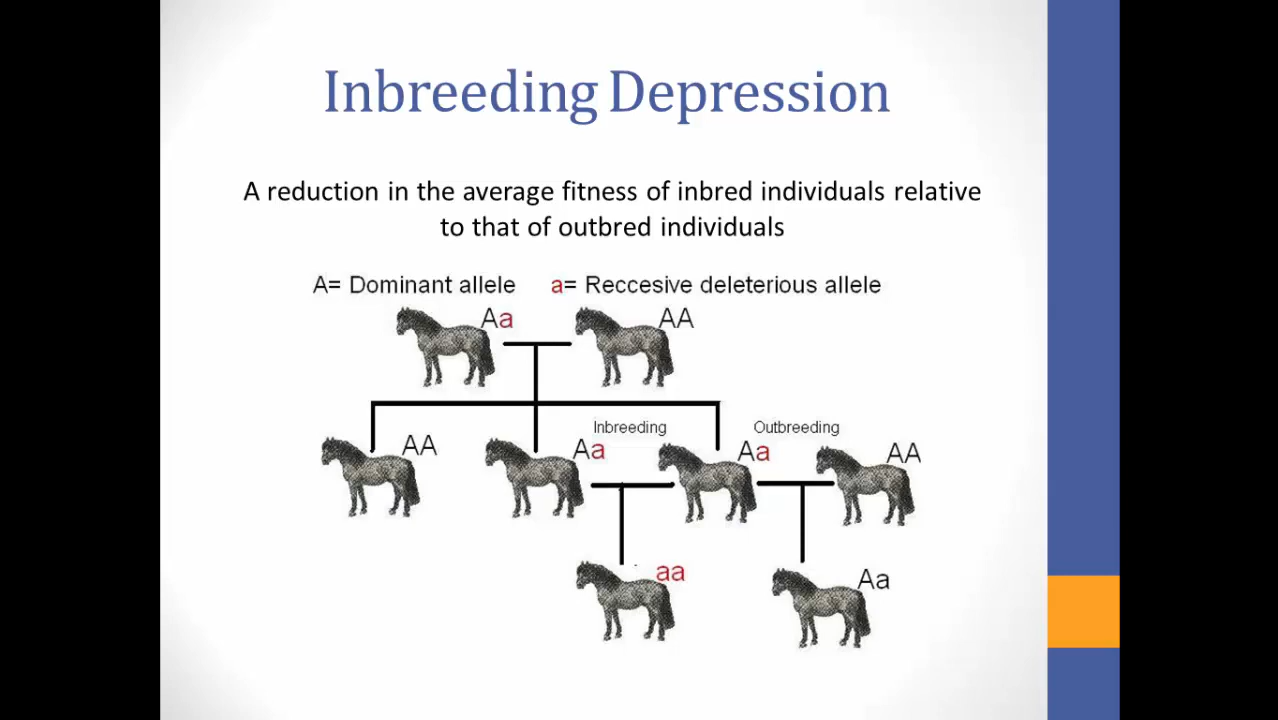 Inbreeding Depression
A reduction in the average fitness of inbred individuals relative
to that of outbred individuals
A= Dominant allele a= Reccesive deleterious allele
Aa AA
Inbreeding Outbreeding
AA Aa Aa AA
aa Aa